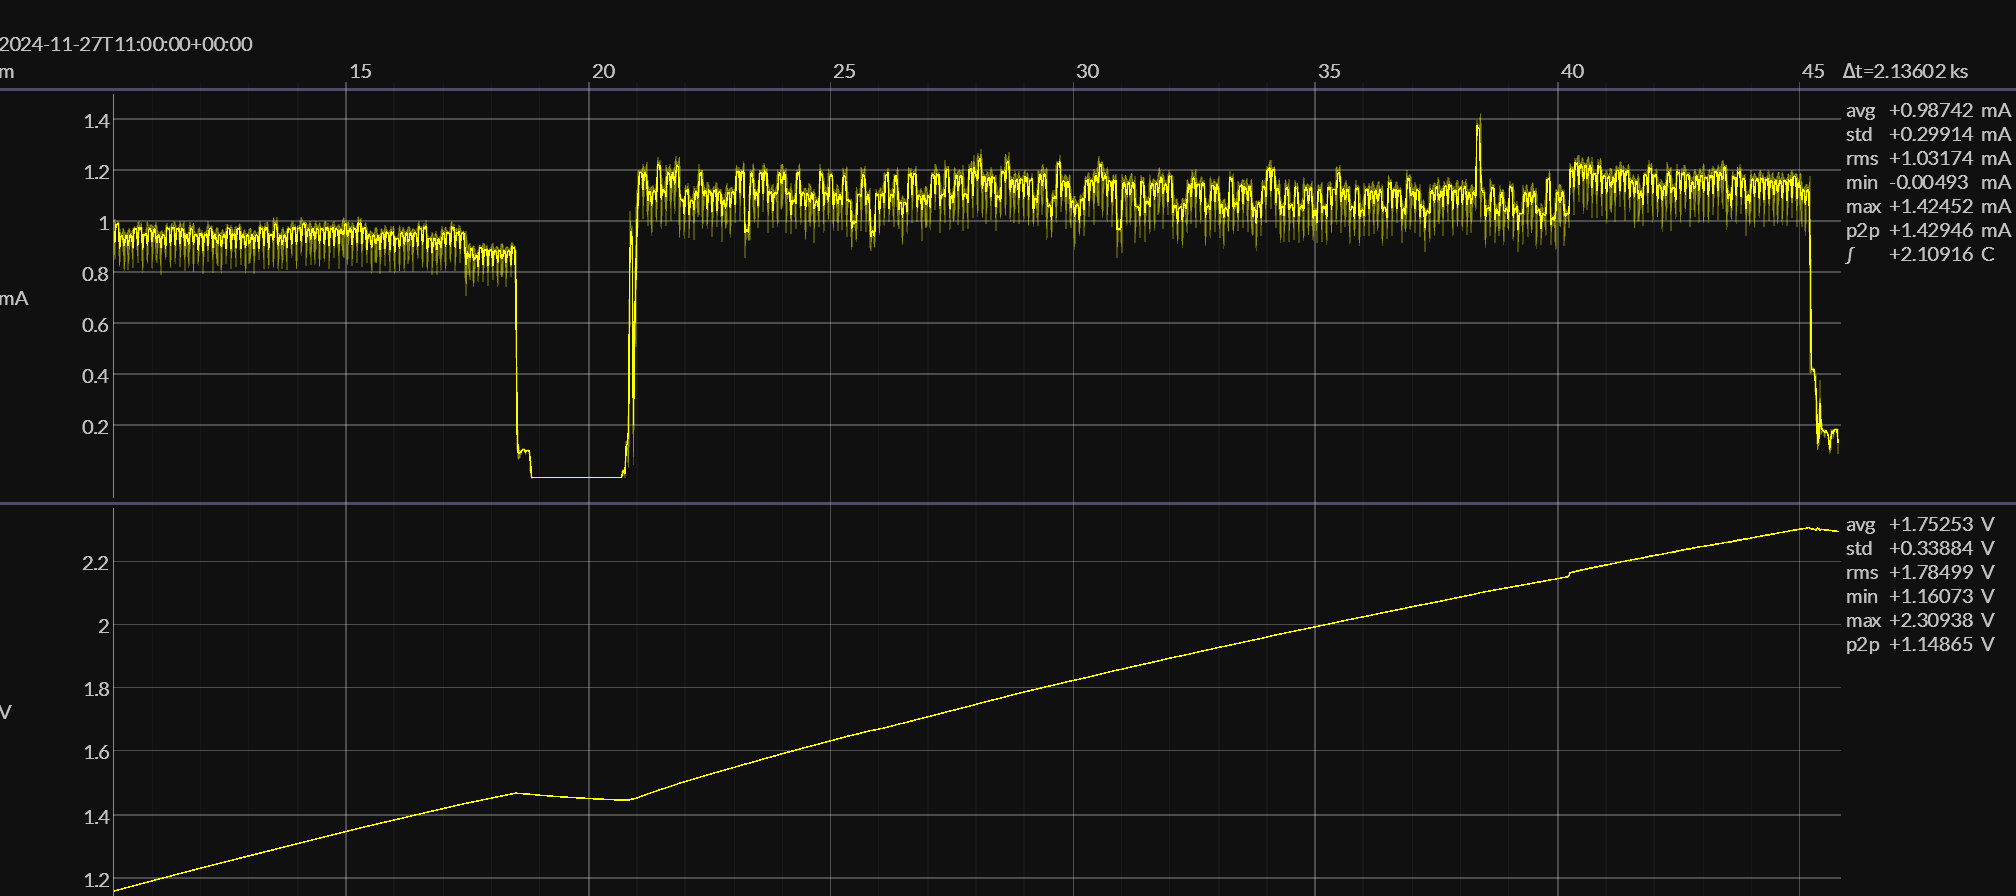 2024-11-27T11:00:00+00:00
m 15 20 25 30 35 40 45 Δt=2.13602 ks
1.4
1.2
1
0.8
0.6
0.4
0.2
mA
avg +0.98742 mA
std +0.29914 mA
rms +1.03174 mA
min -0.00493 mA
max +1.42452 mA
p2p +1.42946 mA
∫ +2.10916 C
2.2
2
1.8
1.6
1.4
1.2
V
avg +1.75253 V
std +0.33884 V
rms +1.78499 V
min +1.16073 V
max +2.30938 V
p2p +1.14865 V